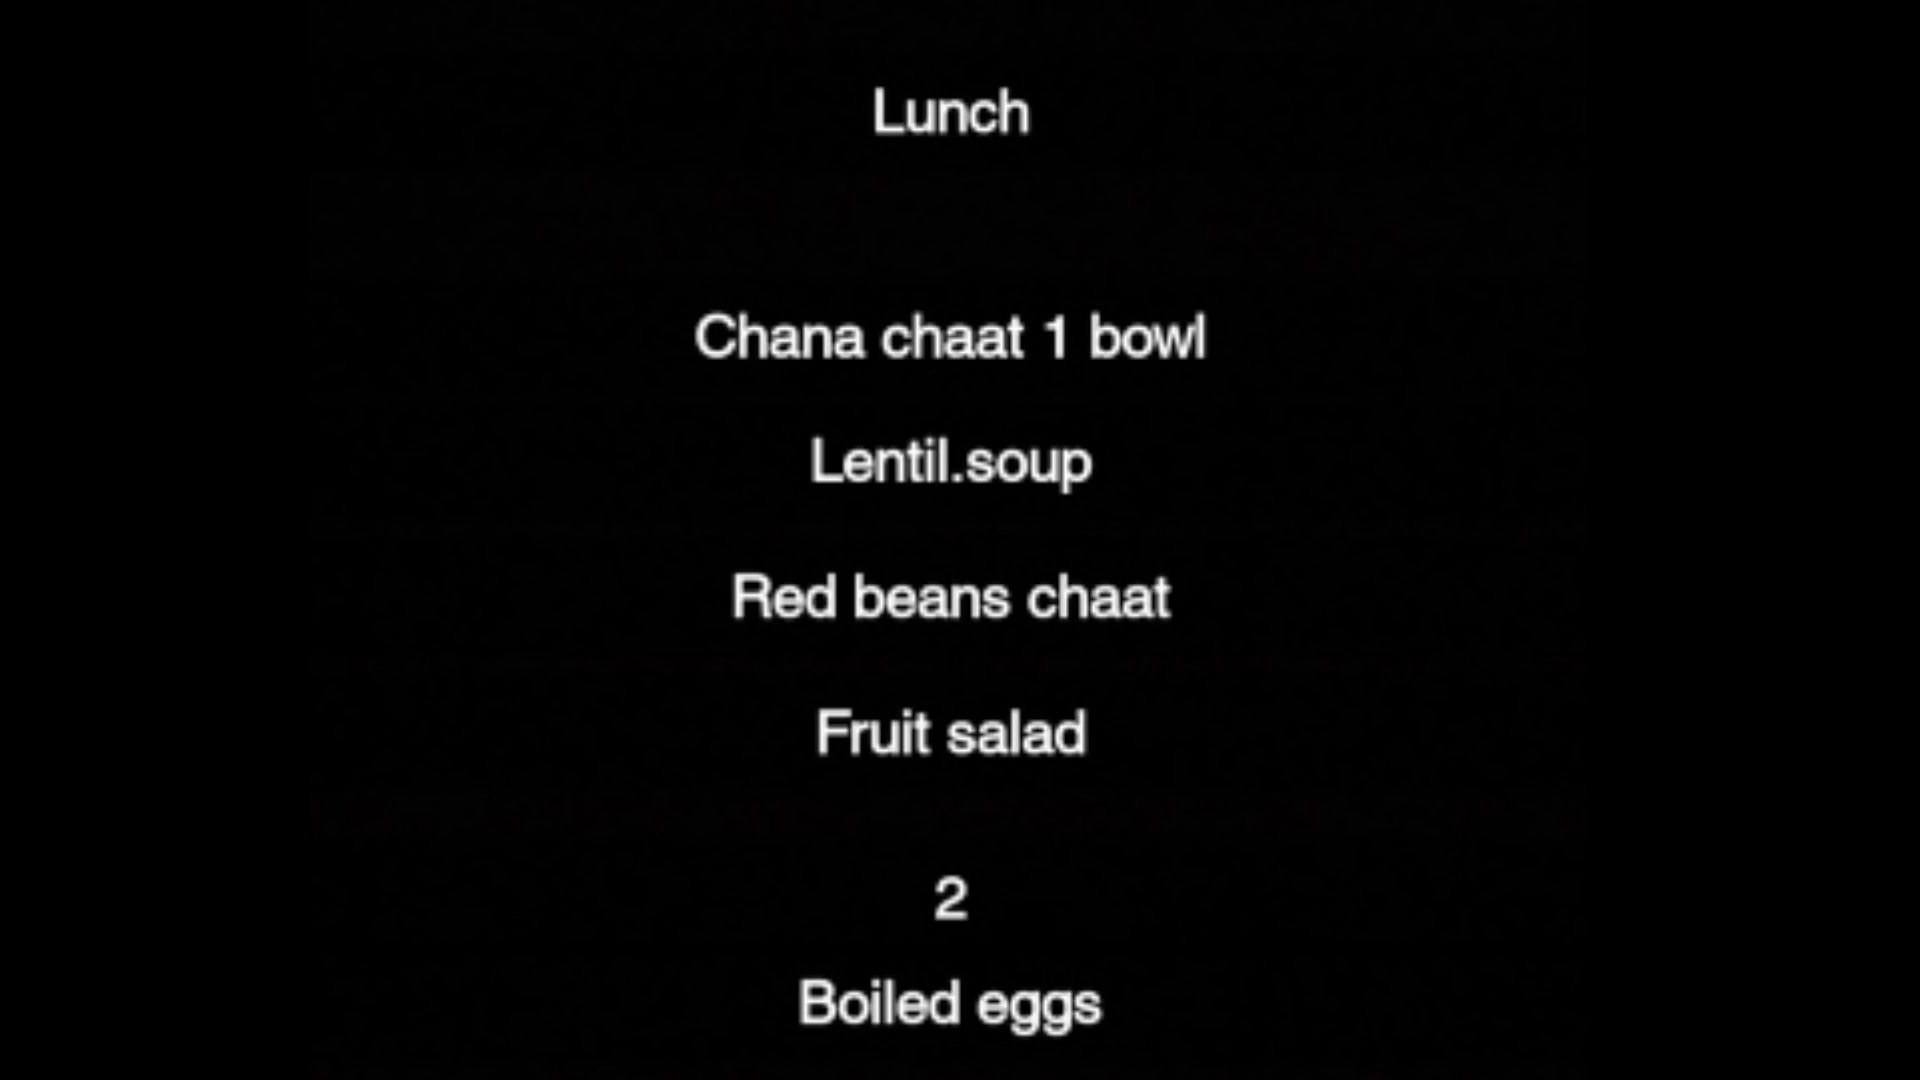 Lunch
Chana chaat 1 bowl
Lentil.soup
Red beans chaat
Fruit salad
2
Boiled eggs